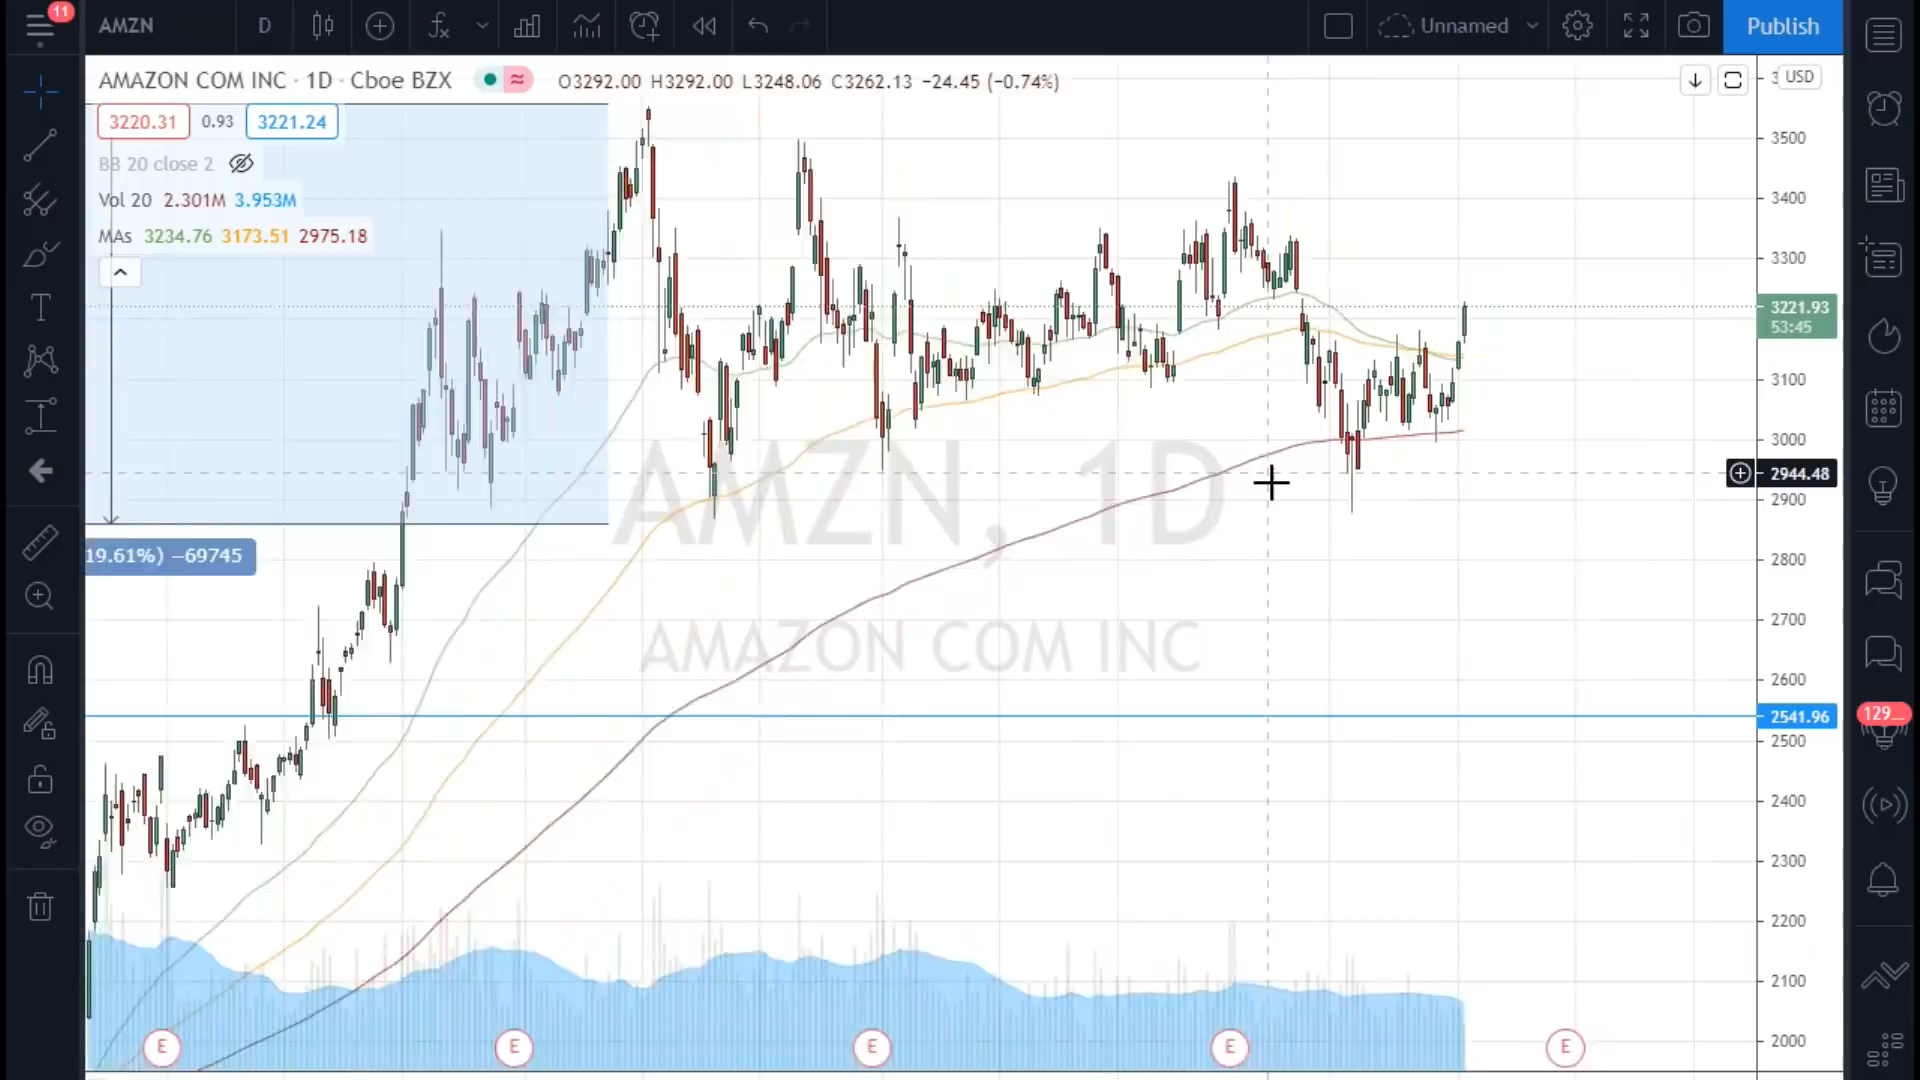 11
AMZN
D
Unnamed
Publish
AMAZON COM INC · 1D · Cboe BZX
≈
O3292.00 H3292.00 L3248.06 C3262.13 −24.45 (−0.74%)
USD
3220.31
0.93
3221.24
BB 20 close 2
Vol 20 2.301M 3.953M
MAs 3234.76 3173.51 2975.18
3500
3400
3300
3221.93
53:45
3100
3000
2944.48
2900
2800
2700
2600
2541.96
2500
2400
2300
2200
2100
2000
AMZN, 1D
AMAZON COM INC
19.61%) −69745
129...
E
E
E
E
E